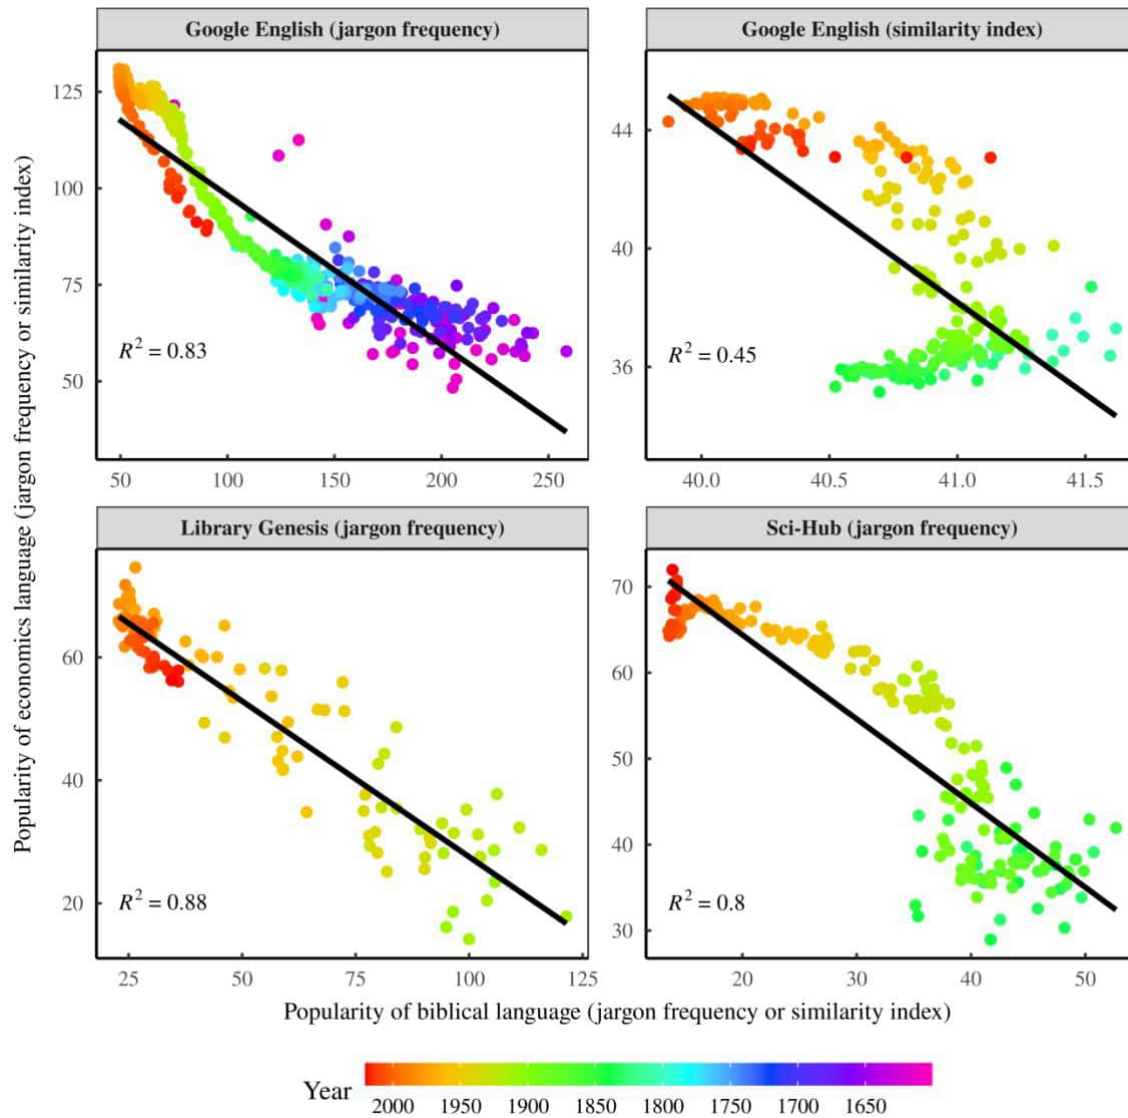 Google English (jargon frequency)
Google English (similarity index)
125
100
75
50
R² = 0.83
50 100 150 200 250
44
40
36
R² = 0.45
40.0 40.5 41.0 41.5
Popularity of economics language (jargon frequency or similarity index)
Library Genesis (jargon frequency)
Sci-Hub (jargon frequency)
60
40
20
R² = 0.88
25 50 75 100 125
70
60
50
40
30
R² = 0.8
20 30 40 50
Popularity of biblical language (jargon frequency or similarity index)
Year
2000 1950 1900 1850 1800 1750 1700 1650